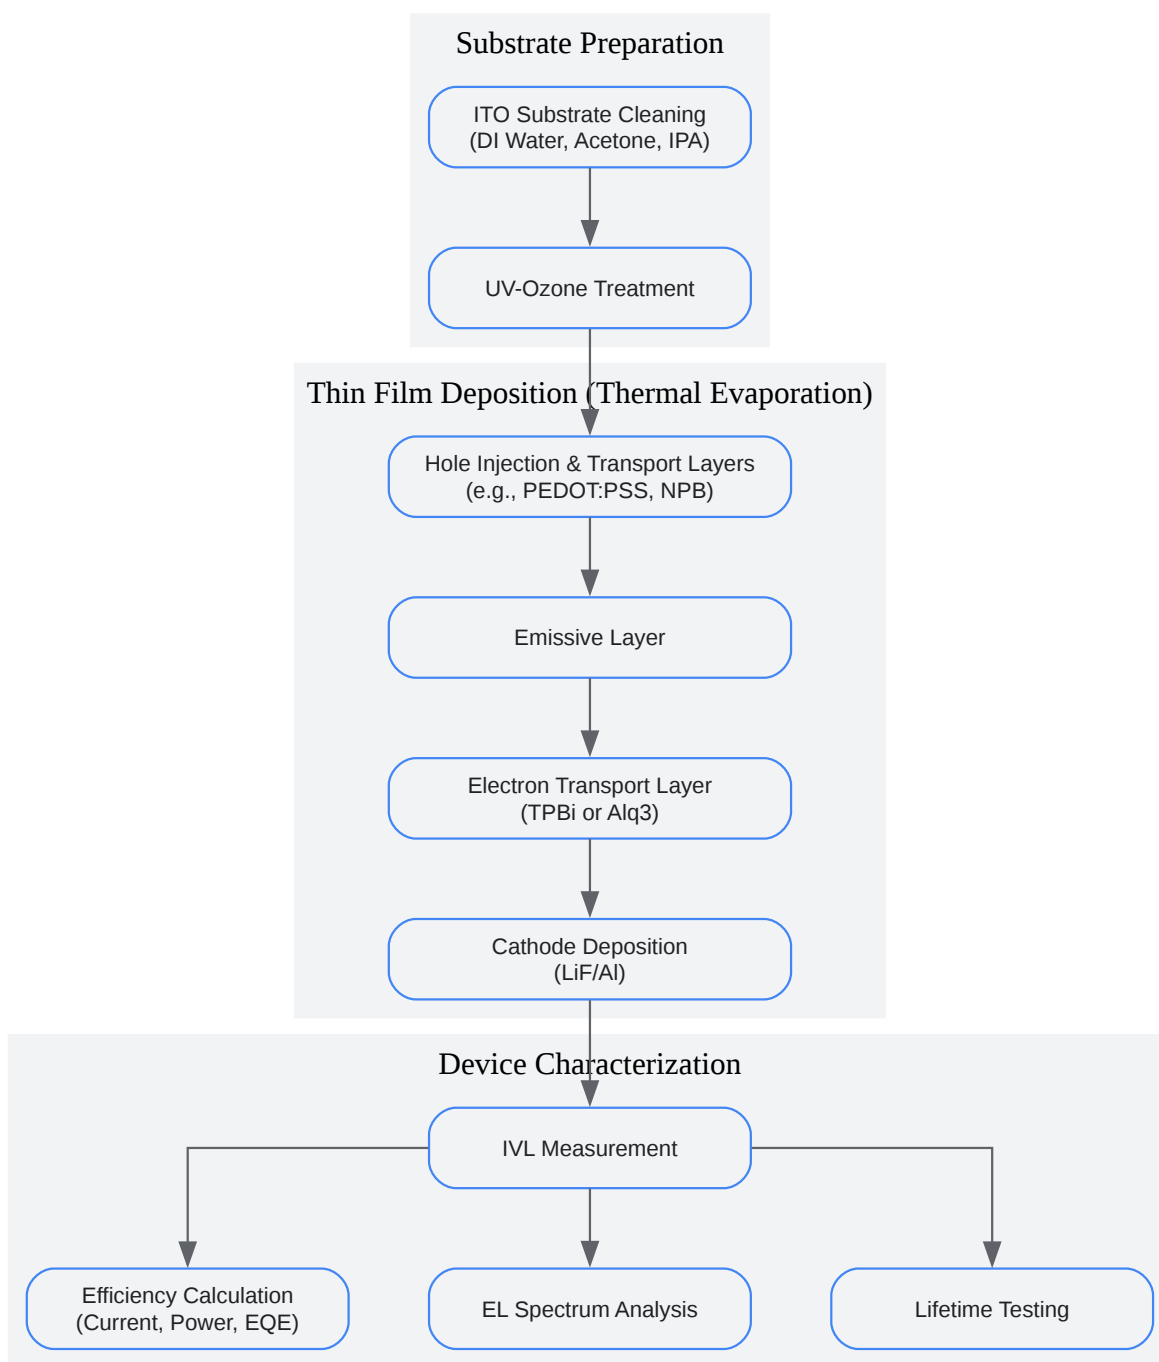 Substrate Preparation
ITO Substrate Cleaning
(DI Water, Acetone, IPA)
UV-Ozone Treatment
Thin Film Deposition (Thermal Evaporation)
Hole Injection & Transport Layers
(e.g., PEDOT:PSS, NPB)
Emissive Layer
Electron Transport Layer
(TPBi or Alq3)
Cathode Deposition
(LiF/Al)
Device Characterization
IVL Measurement
Efficiency Calculation
(Current, Power, EQE)
EL Spectrum Analysis
Lifetime Testing